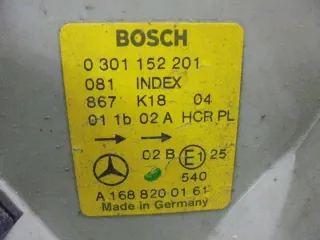 BOSCH
0 301 152 201
081 INDEX
867 K18 04
01 1b 02 A HCR PL
→ →
02 B E1 25
540
A 168 820 01 61
Made in Germany